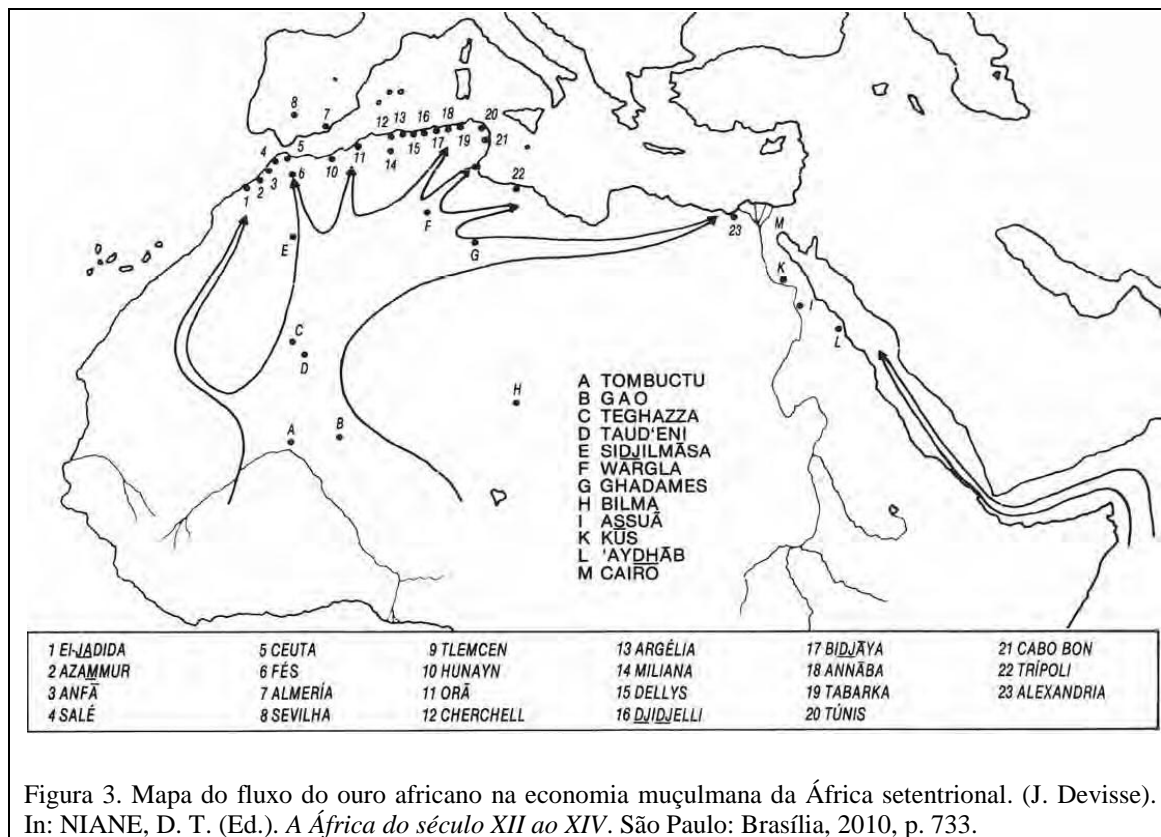 8
7
12 13 16 18 20
15 17 19 21
4 5 10 11 14
3
2
1
6
22
F
23
M
E
G
K
I
C
L
D
H
A
B
A TOMBUCTU
B GAO
C TEGHAZZA
D TAUD'ENI
E SIDJILMĀSA
F WARGLA
G GHADAMES
H BILMA
I ASSUÃ
K KŪS
L 'AYDHĀB
M CAIRO
1 El-JADIDA
2 AZAMMUR
3 ANFĀ
4 SALÉ
5 CEUTA
6 FÉS
7 ALMERÍA
8 SEVILHA
9 TLEMCEN
10 HUNAYN
11 ORÃ
12 CHERCHELL
13 ARGÉLIA
14 MILIANA
15 DELLYS
16 DJIDJELLI
17 BIDJĀYA
18 ANNĀBA
19 TABARKA
20 TÚNIS
21 CABO BON
22 TRÍPOLI
23 ALEXANDRIA
Figura 3. Mapa do fluxo do ouro africano na economia muçulmana da África setentrional. (J. Devisse).
In: NIANE, D. T. (Ed.). A África do século XII ao XIV. São Paulo: Brasília, 2010, p. 733.